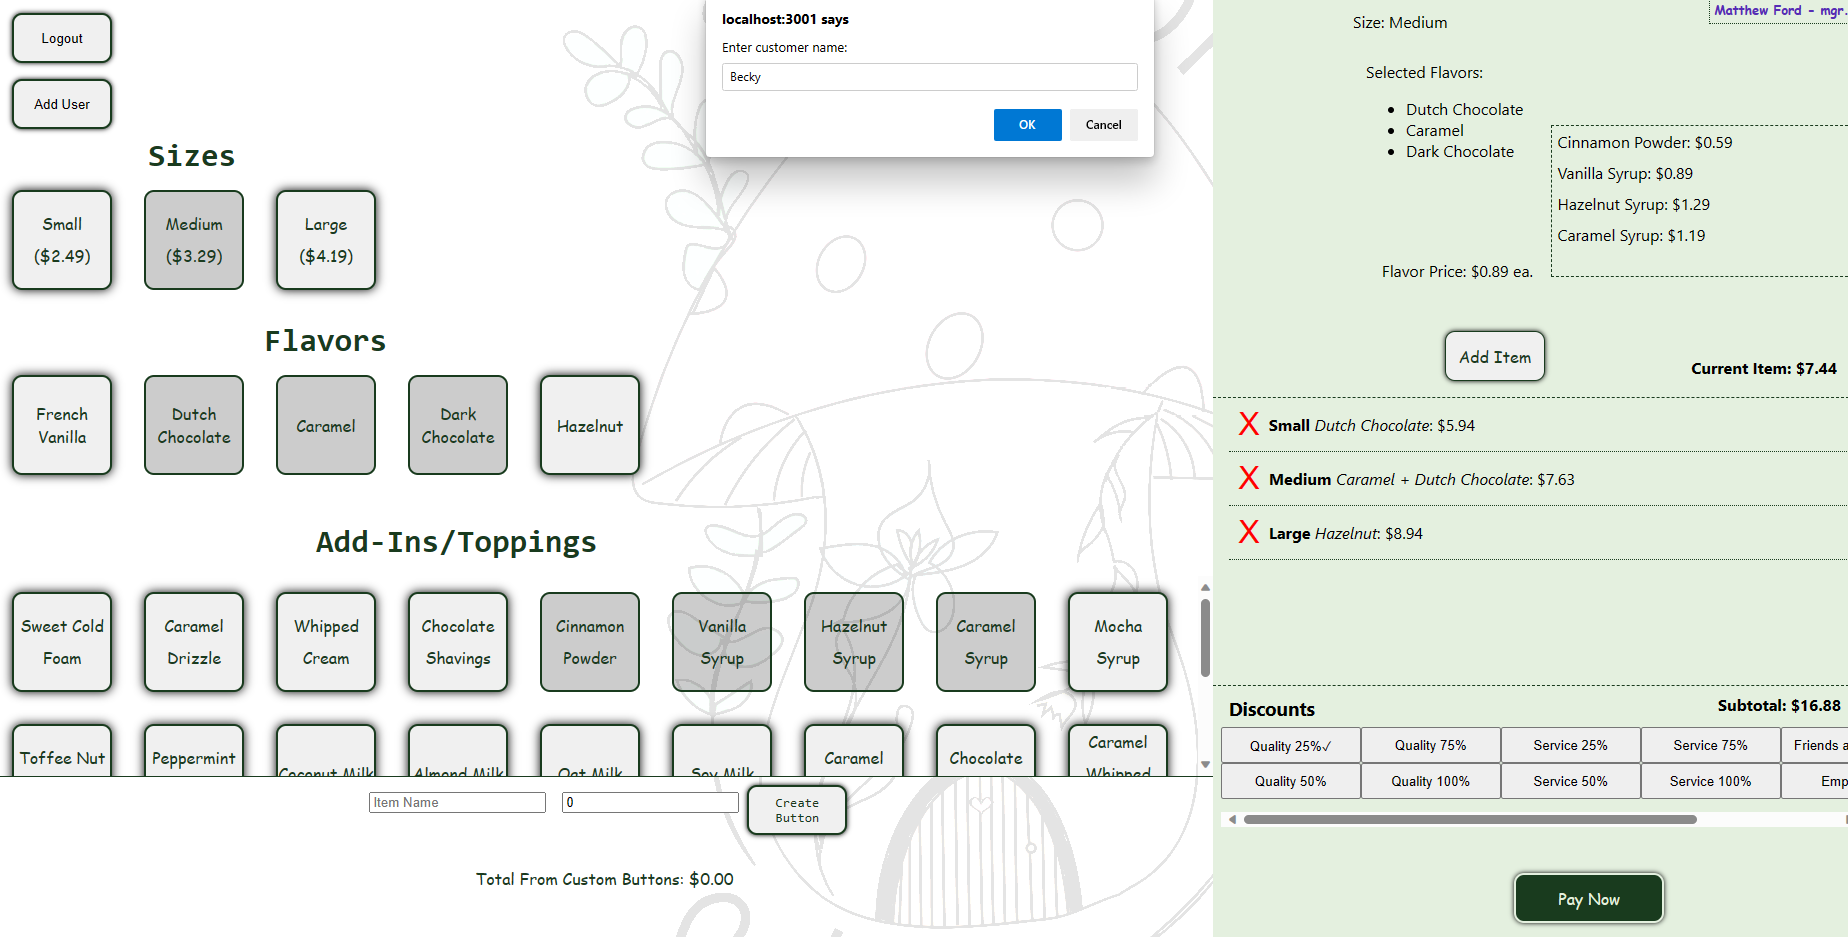 Logout
Add User
localhost:3001 says
Enter customer name:
Becky
OK
Cancel
Sizes
Small
($2.49)
Medium
($3.29)
Large
($4.19)
Flavors
French
Vanilla
Dutch
Chocolate
Caramel
Dark
Chocolate
Hazelnut
Add-Ins/Toppings
Sweet Cold
Foam
Caramel
Drizzle
Whipped
Cream
Chocolate
Shavings
Cinnamon
Powder
Vanilla
Syrup
Hazelnut
Syrup
Caramel
Syrup
Mocha
Syrup
Toffee Nut
Peppermint
Coconut Milk
Almond Milk
Oat Milk
Soy Milk
Caramel
Chocolate
Caramel
Whipped
Item Name
0
Create
Button
Total From Custom Buttons: $0.00
Matthew Ford - mgr.
Size: Medium
Selected Flavors:
Dutch Chocolate
Caramel
Dark Chocolate
Cinnamon Powder: $0.59
Vanilla Syrup: $0.89
Hazelnut Syrup: $1.29
Caramel Syrup: $1.19
Flavor Price: $0.89 ea.
Add Item
Current Item: $7.44
X Small Dutch Chocolate: $5.94
X Medium Caramel + Dutch Chocolate: $7.63
X Large Hazelnut: $8.94
Discounts
Subtotal: $16.88
Quality 25%✓
Quality 75%
Service 25%
Service 75%
Friends a
Quality 50%
Quality 100%
Service 50%
Service 100%
Emp
Pay Now